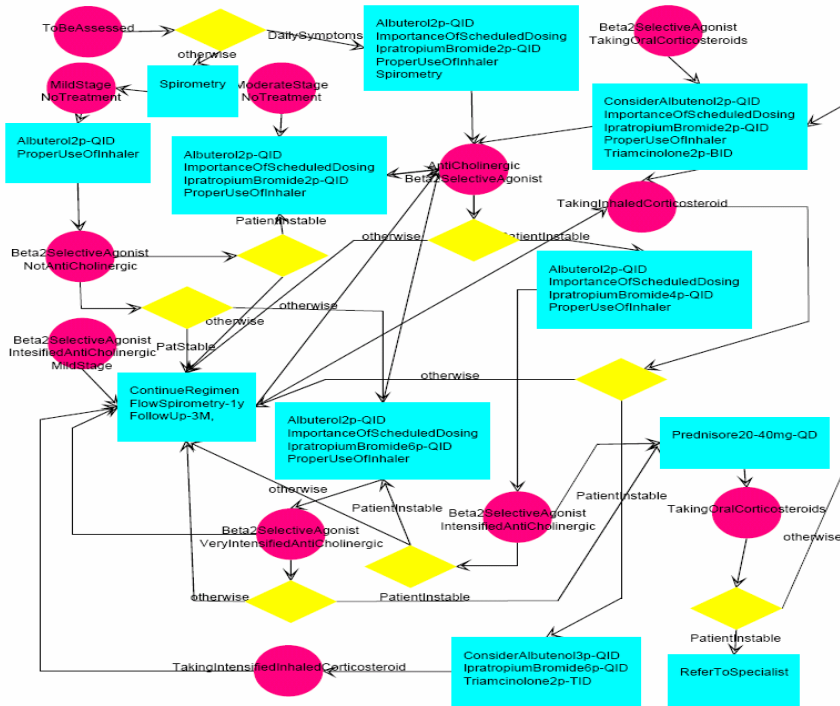 ToBeAssessed
otherwise
DailySymptoms
Albuterol2p-QID
ImportanceOfScheduledDosing
IpratropiumBromide2p-QID
ProperUseOfInhaler
Spirometry
Beta2SelectiveAgonist
TakingOralCorticosteroids
MildStage
NoTreatment
Spirometry
ModerateStage
NoTreatment
ConsiderAlbutenol2p-QID
ImportanceOfScheduledDosing
IpratropiumBromide2p-QID
ProperUseOfInhaler
Triamcinolone2p-BID
Albuterol2p-QID
ProperUseOfInhaler
Albuterol2p-QID
ImportanceOfScheduledDosing
IpratropiumBromide2p-QID
ProperUseOfInhaler
AntiCholinergic
Beta2SelectiveAgonist
TakingInhaledCorticosteroid
PatientInstable
otherwise
PatientInstable
Beta2SelectiveAgonist
NotAntiCholinergic
Albuterol2p-QID
ImportanceOfScheduledDosing
IpratropiumBromide4p-QID
ProperUseOfInhaler
otherwise
otherwise
PatStable
Beta2SelectiveAgonist
IntesifiedAntiCholinergic
MildStage
otherwise
ContinueRegimen
FlowSpirometry-1y
FollowUp-3M,
Albuterol2p-QID
ImportanceOfScheduledDosing
IpratropiumBromide6p-QID
ProperUseOfInhaler
Prednisore20-40mg-QD
otherwise
PatientInstable
PatientInstable
Beta2SelectiveAgonist
IntensifiedAntiCholinergic
TakingOralCorticosteroids
Beta2SelectiveAgonist
VeryIntensifiedAntiCholinergic
otherwise
otherwise
PatientInstable
PatientInstable
TakingIntensifiedInhaledCorticosteroid
ConsiderAlbutenol3p-QID
IpratropiumBromide6p-QID
Triamcinolone2p-TID
ReferToSpecialist